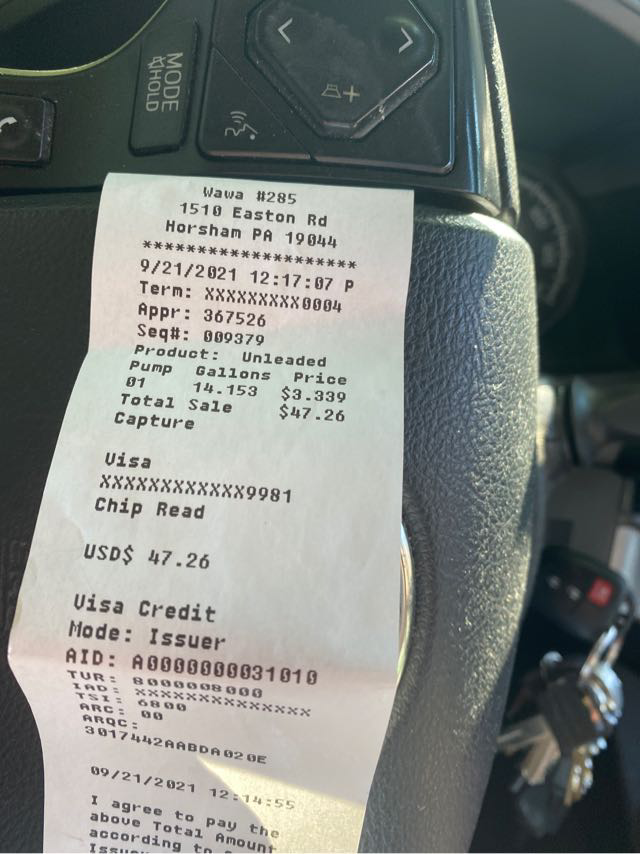 MODE
HOLD
Wawa #285
1510 Easton Rd
Horsham PA 19044
********************
9/21/2021 12:17:07 P
Term: XXXXXXXXX0004
Appr: 367526
Seq#: 009379
Product: Unleaded
Pump Gallons Price
01 14.153 $3.339
Total Sale $47.26
Capture
Visa
XXXXXXXXXXXX9981
Chip Read
USD$ 47.26
Visa Credit
Mode: Issuer
AID: A0000000031010
TVR: 8000008000
IAD: XXXXXXXXXXXXXX
TSI: 6800
ARC: 00
ARQC:
3017442AABDA020E
09/21/2021 12:14:55
I agree to pay the
above Total Amount
according to
Issuer